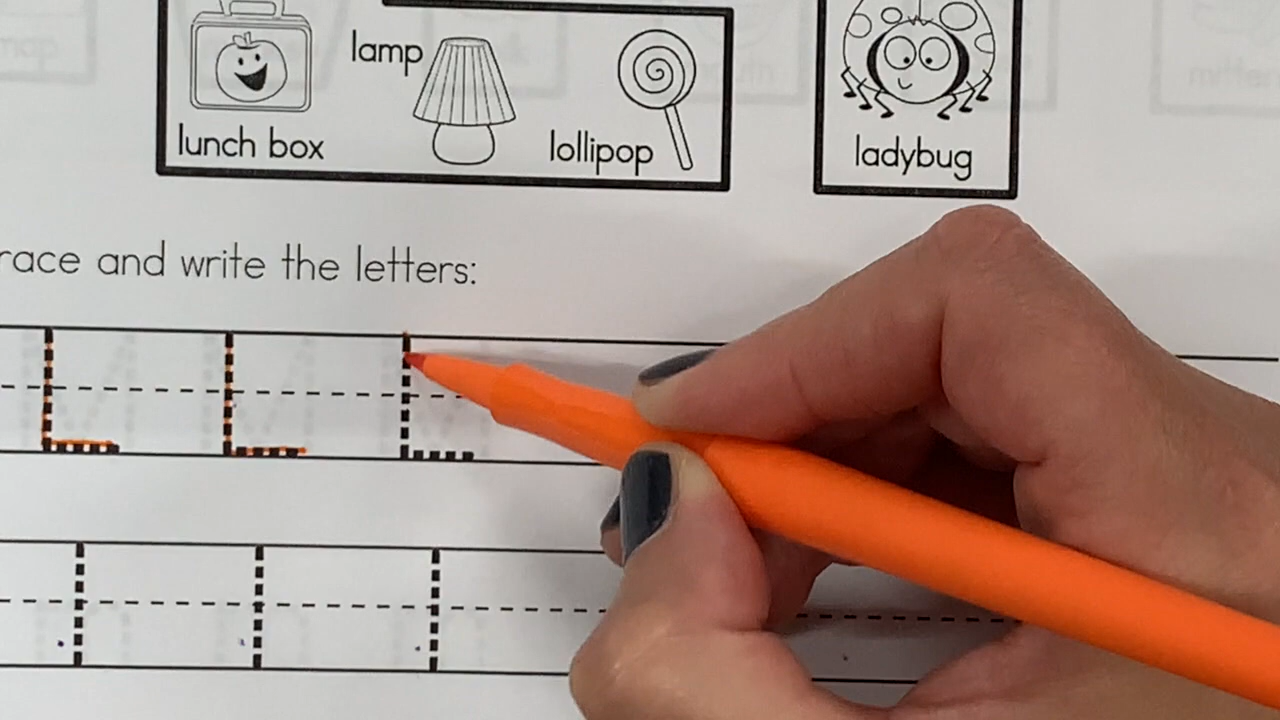 lamp
lunch box
lollipop
ladybug
race and write the letters:
L L L
l l l